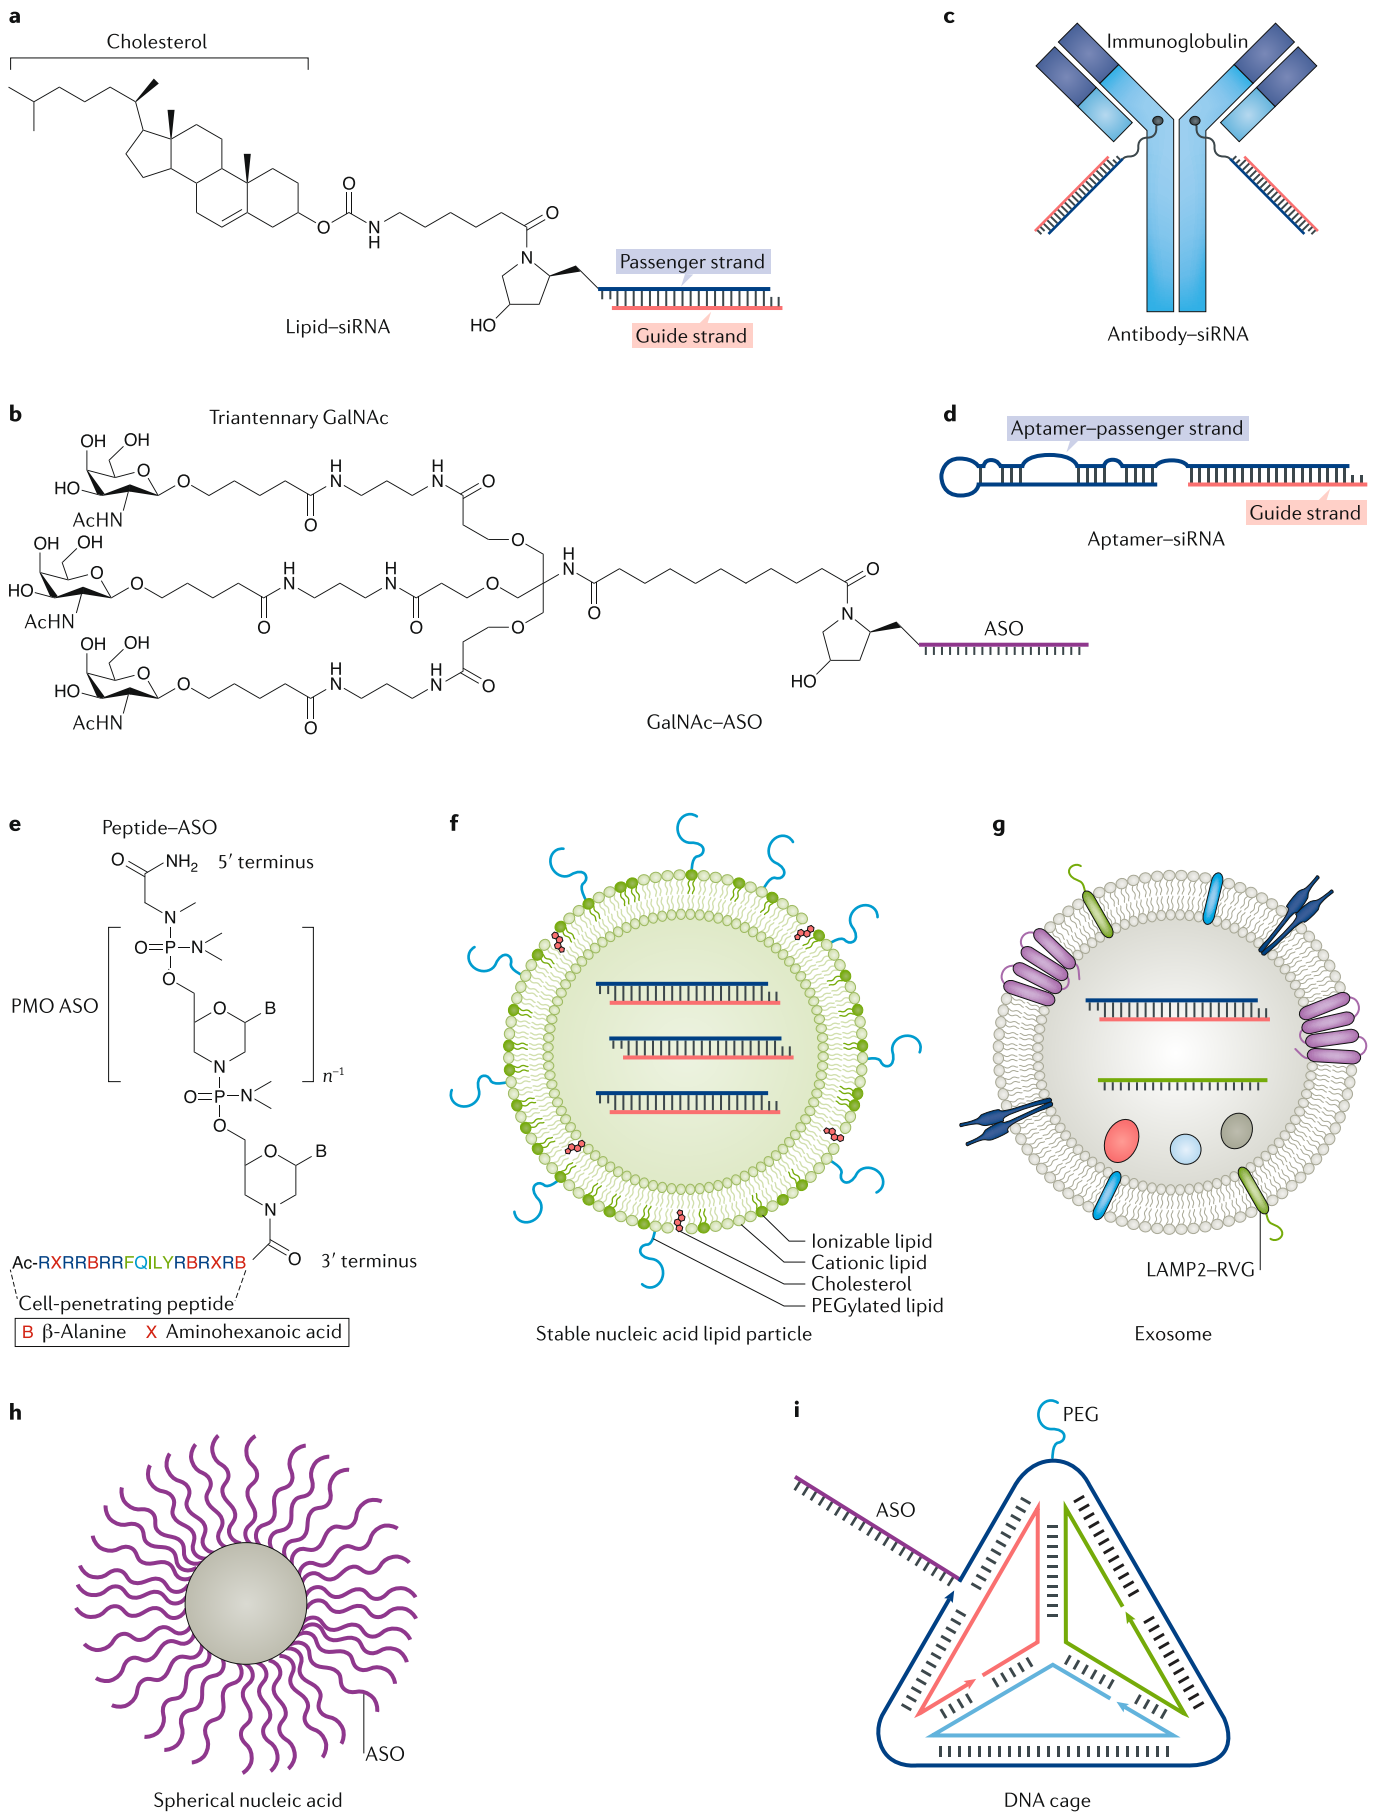 a
Cholesterol
O
O
N
H
O
N
HO
Passenger strand
Guide strand
Lipid–siRNA
c
Immunoglobulin
Antibody–siRNA
b
Triantennary GalNAc
OH
OH
O
HO
AcHN
O
O
H
N
H
N
O
O
OH
OH
O
HO
AcHN
O
O
H
N
H
N
O
O
H
N
O
O
N
HO
ASO
OH
OH
O
HO
AcHN
O
O
H
N
H
N
O
O
GalNAc–ASO
d
Aptamer–passenger strand
Guide strand
Aptamer–siRNA
e
Peptide–ASO
O
NH2
5′ terminus
N
O=P–N
O
PMO ASO
O
B
N
n–1
O=P–N
O
O
B
N
O
3′ terminus
Ac-RXRRBRRFQILYRBRXRB
Cell-penetrating peptide
B β-Alanine X Aminohexanoic acid
f
Ionizable lipid
Cationic lipid
Cholesterol
PEGylated lipid
Stable nucleic acid lipid particle
g
LAMP2–RVG
Exosome
h
ASO
Spherical nucleic acid
i
PEG
ASO
DNA cage